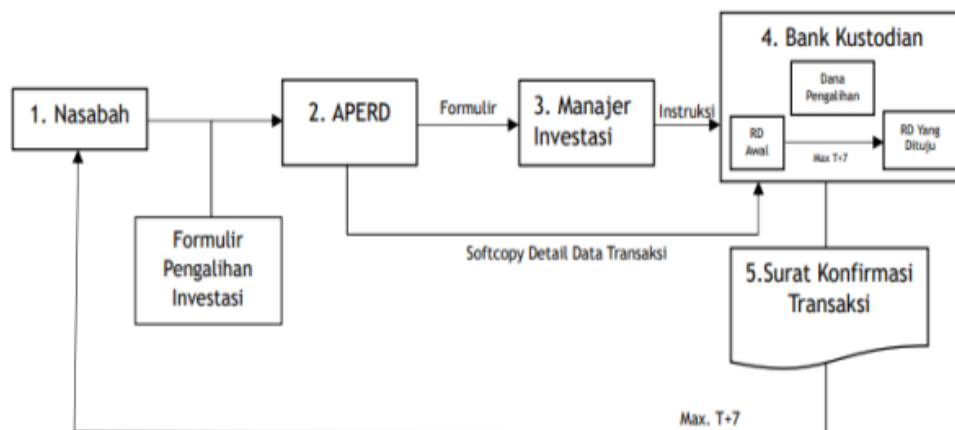 1. Nasabah
Formulir
Pengalihan
Investasi
2. APERD
Formulir
3. Manajer
Investasi
Instruksi
4. Bank Kustodian
Dana
Pengalihan
RD
Awal
Max T+7
RD Yang
Dituju
Softcopy Detail Data Transaksi
5.Surat Konfirmasi
Transaksi
Max. T+7